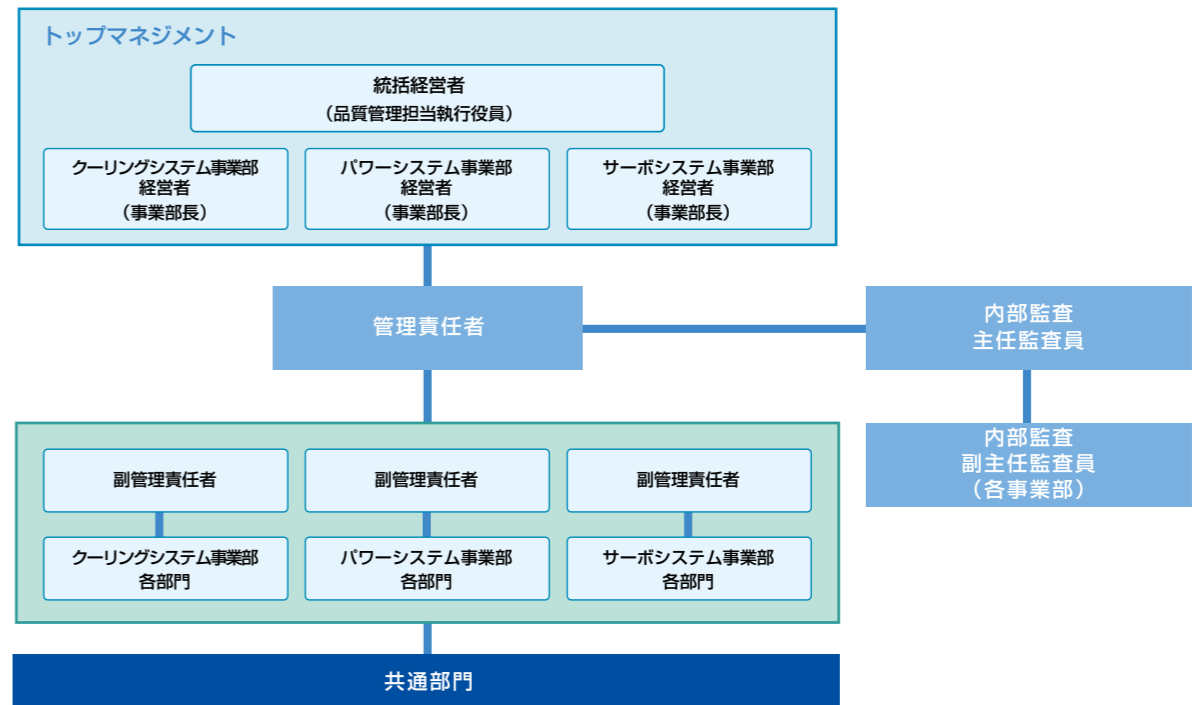 トップマネジメント
統括経営者
（品質管理担当執行役員）
クーリングシステム事業部
経営者
（事業部長）
パワーシステム事業部
経営者
（事業部長）
サーボシステム事業部
経営者
（事業部長）
管理責任者
内部監査
主任監査員
内部監査
副主任監査員
（各事業部）
副管理責任者
副管理責任者
副管理責任者
クーリングシステム事業部
各部門
パワーシステム事業部
各部門
サーボシステム事業部
各部門
共通部門